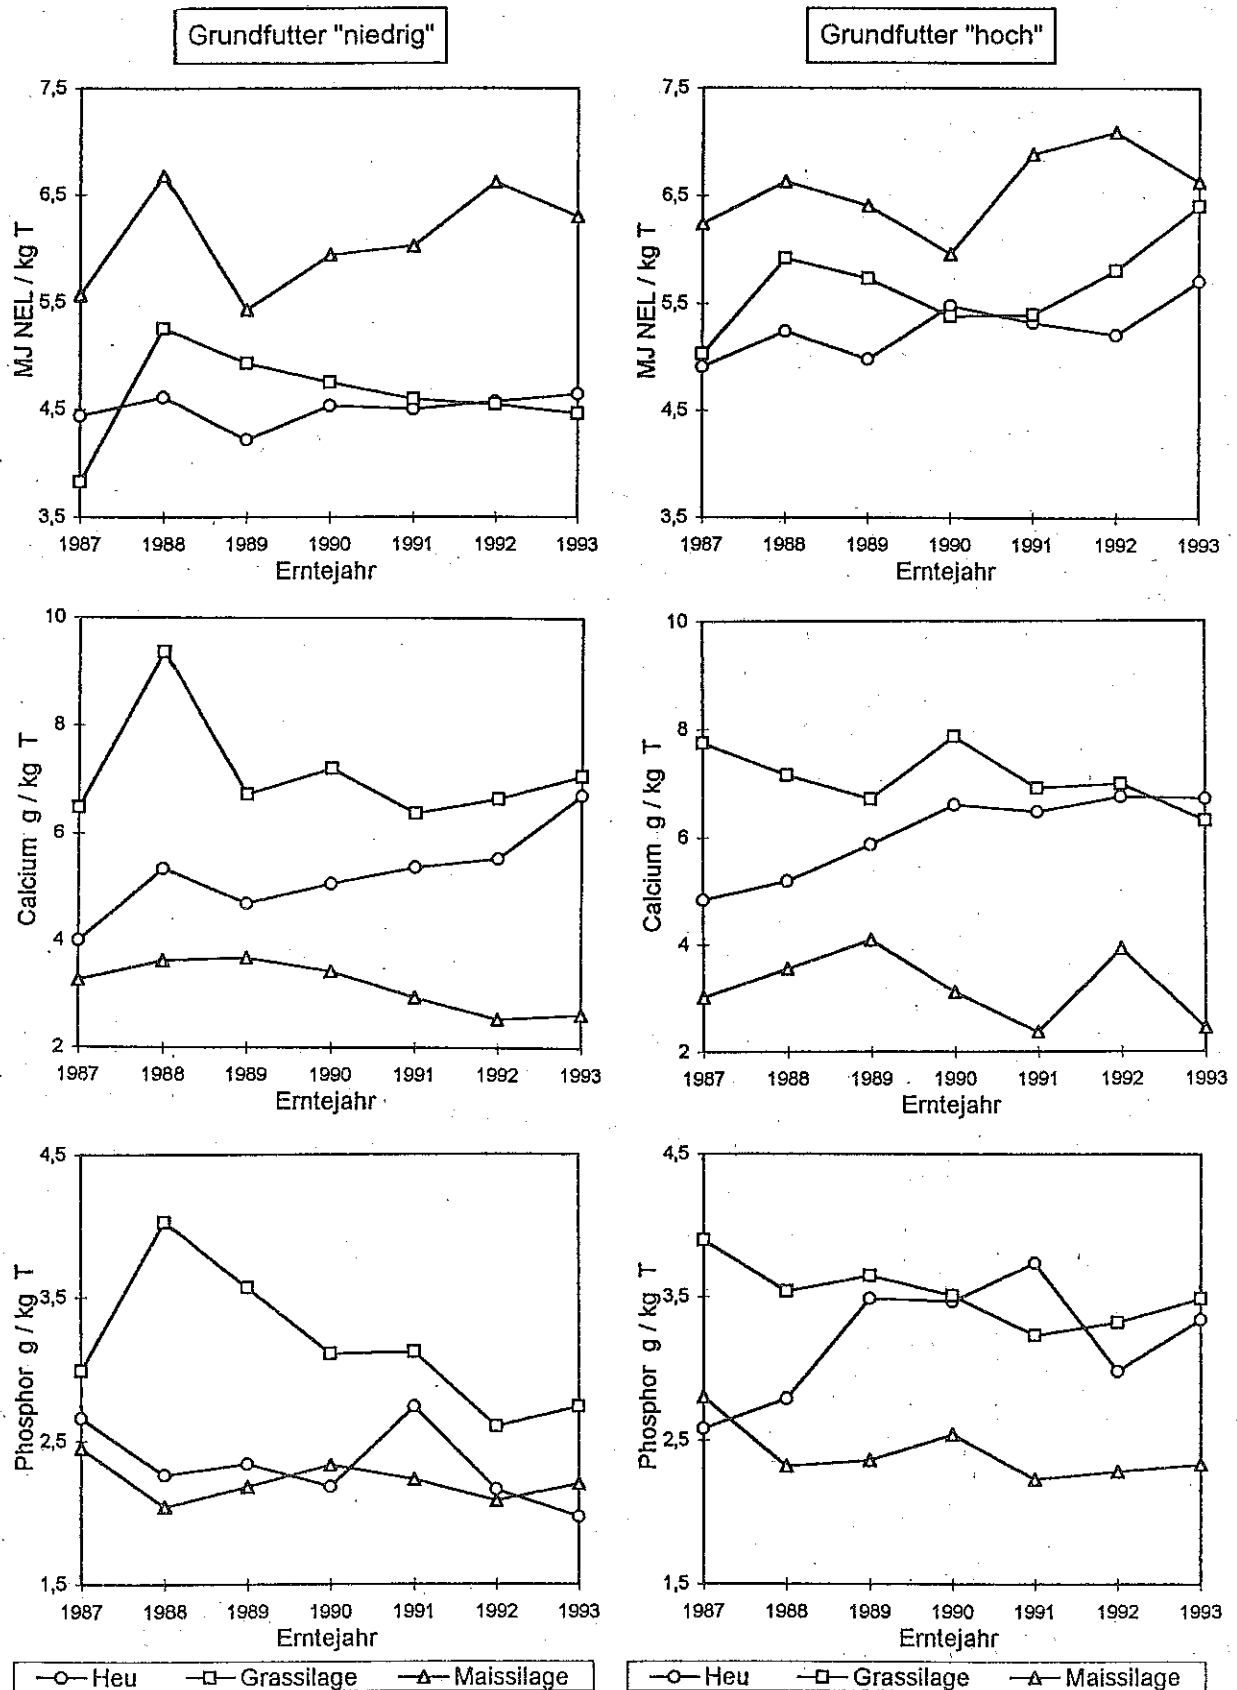 Grundfutter "niedrig"
Grundfutter "hoch"
MJ NEL / kg T
7,5
6,5
5,5
4,5
3,5
1987 1988 1989 1990 1991 1992 1993
Erntejahr
MJ NEL / kg T
7,5
6,5
5,5
4,5
3,5
1987 1988 1989 1990 1991 1992 1993
Erntejahr
Calcium g / kg T
10
8
6
4
2
1987 1988 1989 1990 1991 1992 1993
Erntejahr
Calcium g / kg T
10
8
6
4
2
1987 1988 1989 1990 1991 1992 1993
Erntejahr
Phosphor g / kg T
4,5
3,5
2,5
1,5
1987 1988 1989 1990 1991 1992 1993
Erntejahr
Phosphor g / kg T
4,5
3,5
2,5
1,5
1987 1988 1989 1990 1991 1992 1993
Erntejahr
Heu Grassilage Maissilage
Heu Grassilage Maissilage